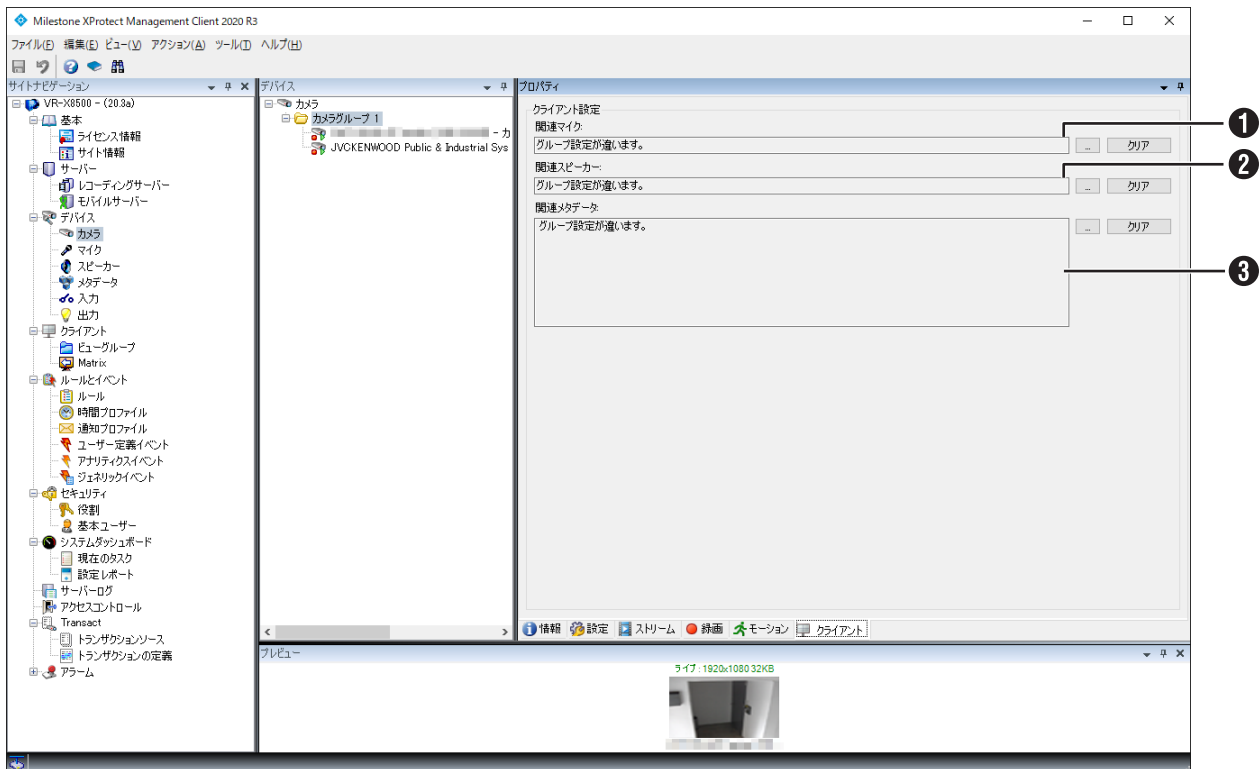 Milestone XProtect Management Client 2020 R3
ファイル(F) 編集(E) ビュー(V) アクション(A) ツール(T) ヘルプ(H)
サイトナビゲーション
VR-X8500 - (20.3a)
基本
ライセンス情報
サイト情報
サーバー
レコーディングサーバー
モバイルサーバー
デバイス
カメラ
マイク
スピーカー
メタデータ
入力
出力
クライアント
ビューグループ
Matrix
ルールとイベント
ルール
時間プロファイル
通知プロファイル
ユーザー定義イベント
アナリティクスイベント
ジェネリックイベント
セキュリティ
役割
基本ユーザー
システムダッシュボード
現在のタスク
設定レポート
サーバーログ
アクセスコントロール
Transact
トランザクションソース
トランザクションの定義
アラーム
デバイス
カメラ
カメラグループ 1
- カ
JVCKENWOOD Public & Industrial Sys
プロパティ
クライアント設定
関連マイク:
グループ設定が違います。 ... クリア
関連スピーカー:
グループ設定が違います。 ... クリア
関連メタデータ:
グループ設定が違います。 ... クリア
情報 設定 ストリーム 録画 モーション クライアント
プレビュー
ライブ : 1920x1080 32KB
1
2
3